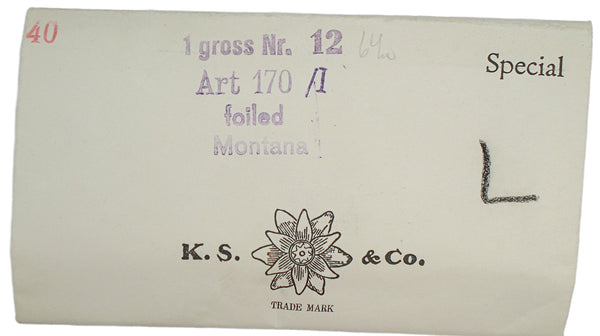 40
1 gross Nr. 12
Art 170 /I
foiled
Montana
Special
L
K. S. & Co.
TRADE MARK